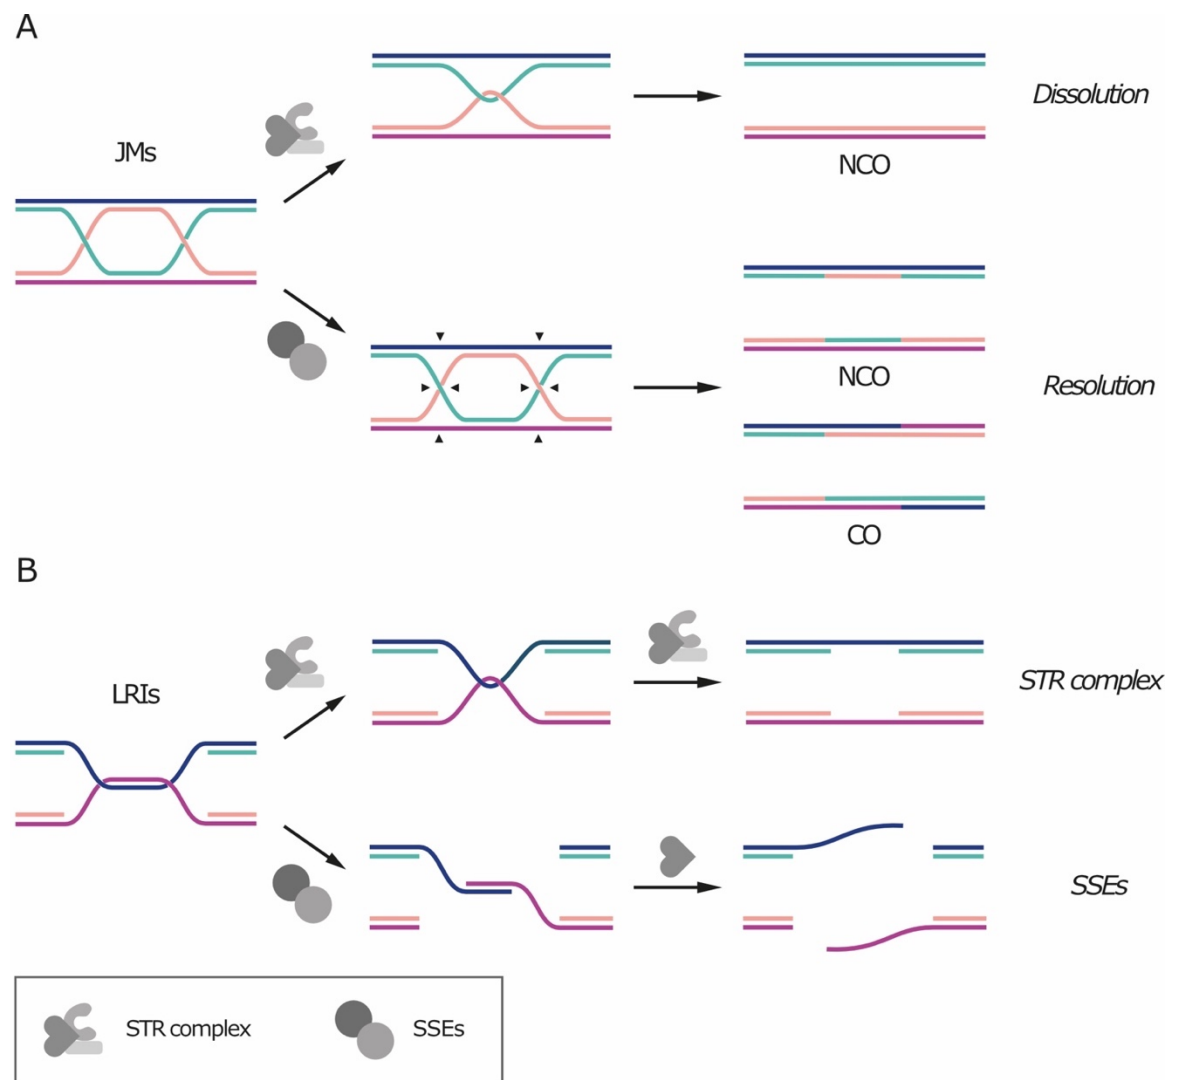 A
JMs
Dissolution
NCO
NCO
Resolution
CO
B
LRIs
STR complex
SSEs
STR complex
SSEs